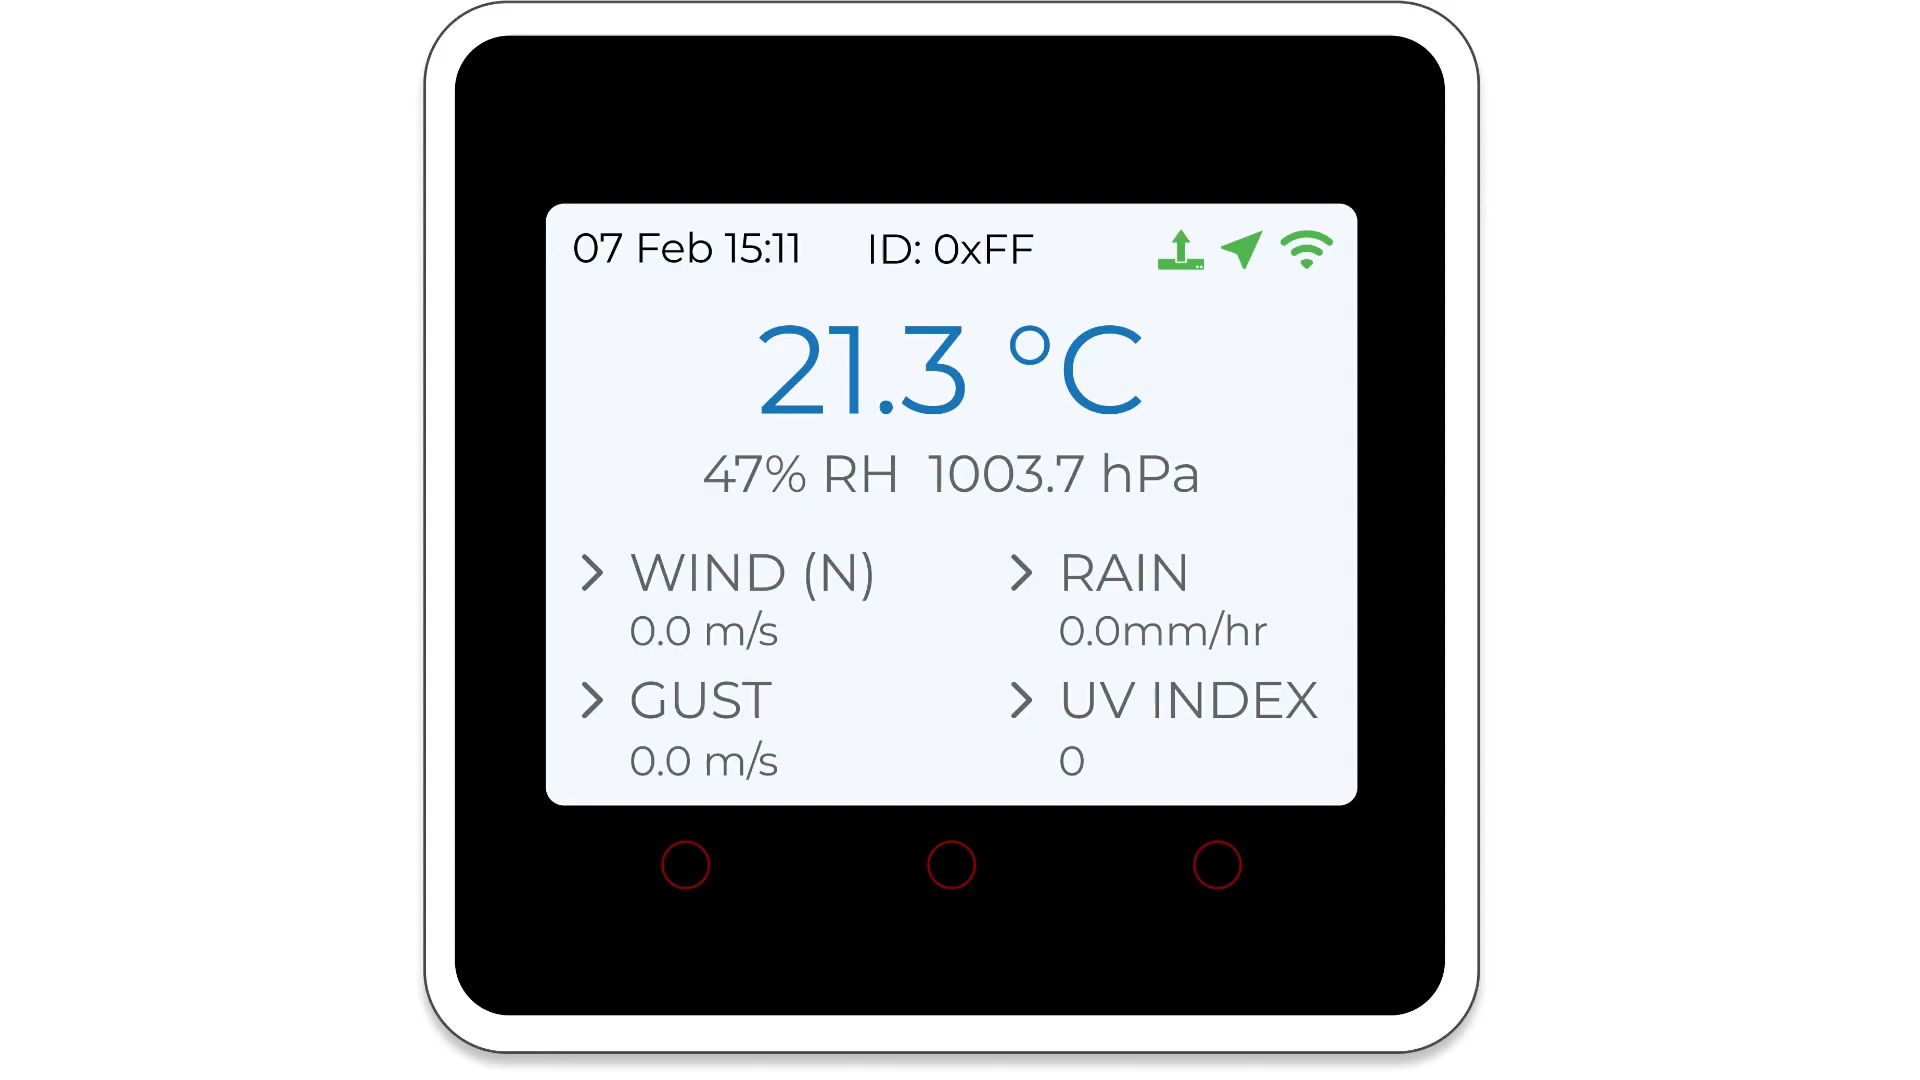 07 Feb 15:11 ID: 0xFF
21.3 °C
47% RH 1003.7 hPa
WIND (N)
0.0 m/s
RAIN
0.0mm/hr
GUST
0.0 m/s
UV INDEX
0